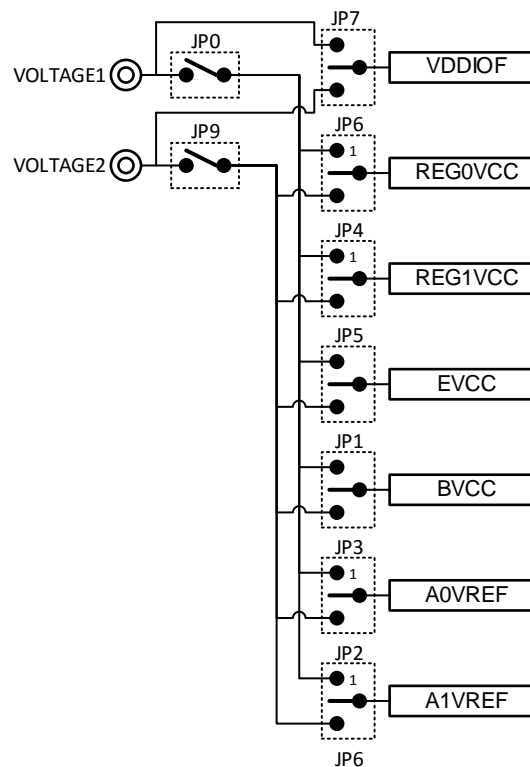 JP7
JP0
VOLTAGE1
VDDIOF
JP9
JP6
VOLTAGE2
1
REG0VCC
JP4
1
REG1VCC
JP5
EVCC
JP1
BVCC
JP3
1
A0VREF
JP2
1
A1VREF
JP6